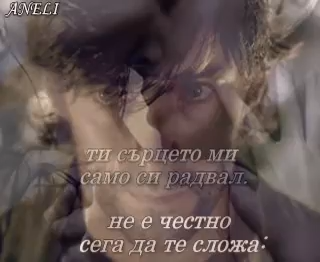 ANELI
ти сърцето ми
само си радвал.
не е честно
сега да те сложа: